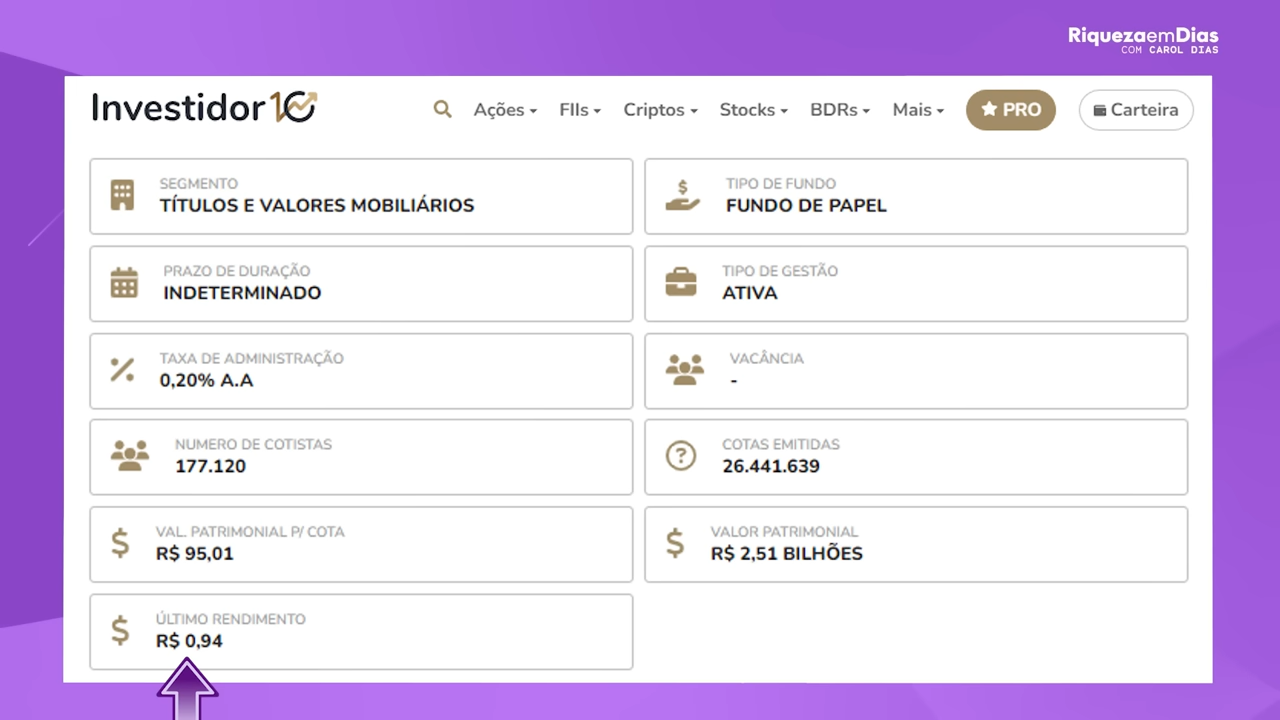 RiquezaemDias
COM CAROL DIAS
Investidor10
Ações
FIIs
Criptos
Stocks
BDRs
Mais
PRO
Carteira
SEGMENTO
TÍTULOS E VALORES MOBILIÁRIOS
TIPO DE FUNDO
FUNDO DE PAPEL
PRAZO DE DURAÇÃO
INDETERMINADO
TIPO DE GESTÃO
ATIVA
TAXA DE ADMINISTRAÇÃO
0,20% A.A
VACÂNCIA
-
NUMERO DE COTISTAS
177.120
COTAS EMITIDAS
26.441.639
VAL. PATRIMONIAL P/ COTA
R$ 95,01
VALOR PATRIMONIAL
R$ 2,51 BILHÕES
ÚLTIMO RENDIMENTO
R$ 0,94